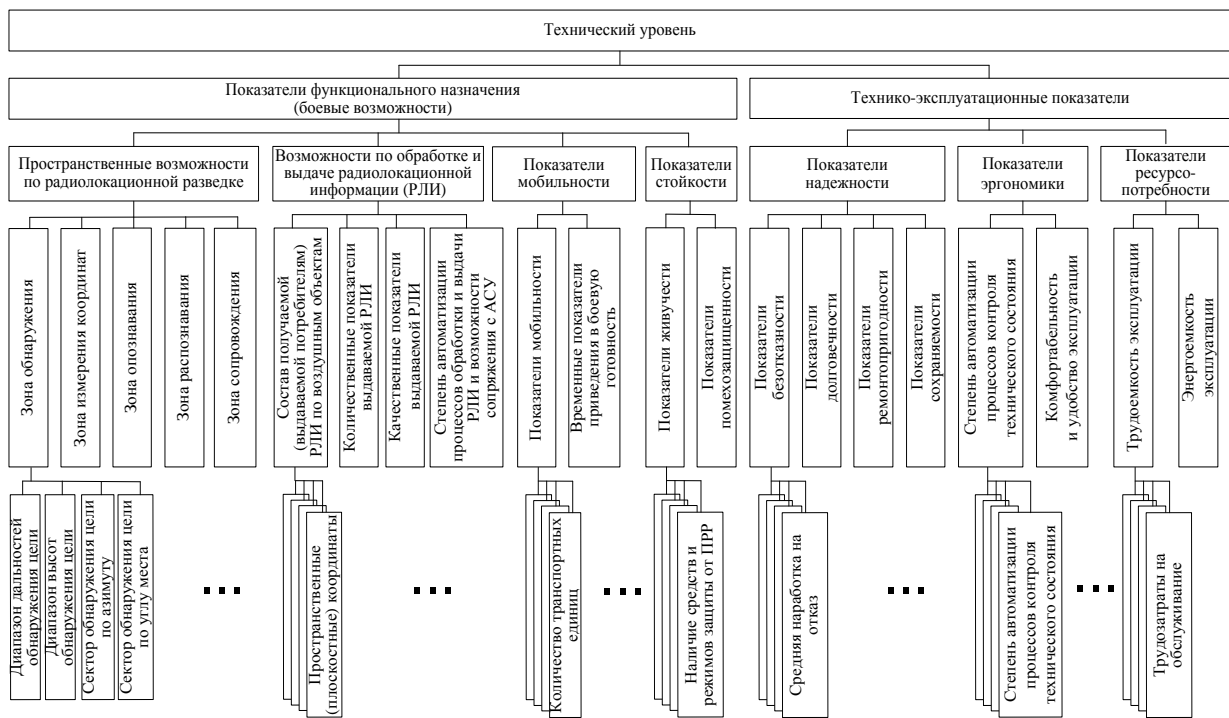 Технический уровень
Показатели функционального назначения
(боевые возможности)
Технико-эксплуатационные показатели
Пространственные возможности
по радиолокационной разведке
Возможности по обработке и
выдаче радиолокационной
информации (РЛИ)
Показатели
мобильности
Показатели
стойкости
Показатели
надежности
Показатели
эргономики
Показатели
ресурсо-
потребности
Зона обнаружения
Зона измерения координат
Зона опознавания
Зона распознавания
Зона сопровождения
Состав получаемой
(выдаваемой потребителям)
РЛИ по воздушным объектам
Количественные показатели
выдаваемой РЛИ
Качественные показатели
выдаваемой РЛИ
Степень автоматизации
процессов обработки и выдачи
РЛИ и возможности
сопряжения с АСУ
Показатели мобильности
Временные показатели
приведения в боевую
готовность
Показатели живучести
Показатели
помехозащищенности
Показатели
безотказности
Показатели
долговечности
Показатели
ремонтопригодности
Показатели
сохраняемости
Степень автоматизации
процессов контроля
технического состояния
Комфортабельность
и удобство эксплуатации
Трудоемкость эксплуатации
Энергоемкость
эксплуатации
Диапазон дальностей
обнаружения цели
Диапазон высот
обнаружения цели
Сектор обнаружения цели
по азимуту
Сектор обнаружения цели
по углу места
Пространственные
(плоскостные) координаты
Количество транспортных
единиц
Наличие средств и
режимов защиты от ПРР
Средняя наработка на
отказ
Степень автоматизации
процессов контроля
технического состояния
Трудозатраты на
обслуживание